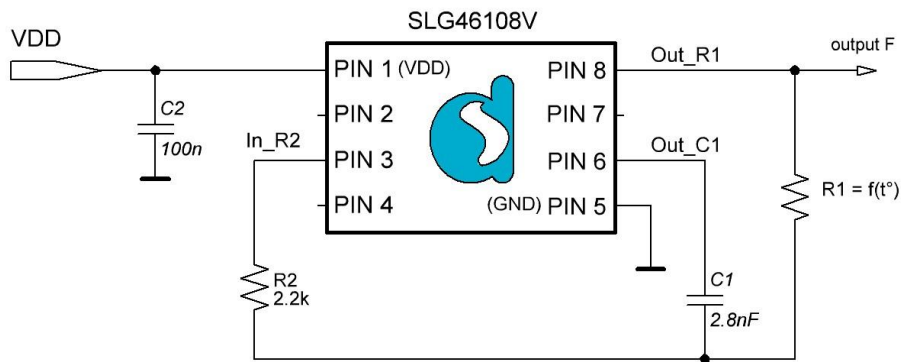 SLG46108V
VDD
PIN 1 (VDD)
PIN 8
Out_R1
output F
C2
100n
PIN 2
PIN 7
In_R2
PIN 3
PIN 6
Out_C1
PIN 4
(GND) PIN 5
R1 = f(t°)
R2
2.2k
C1
2.8nF